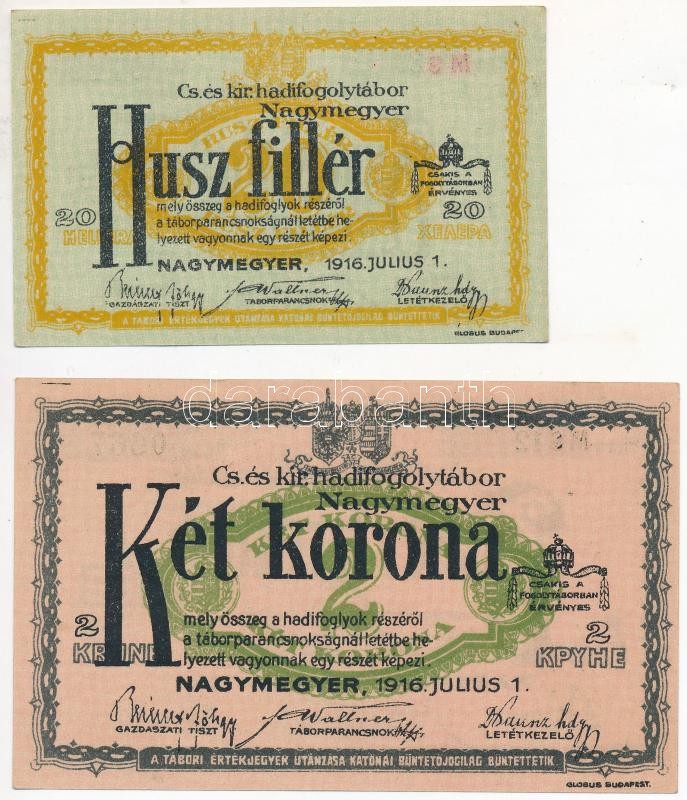 Cs.és kir. hadifogolytábor
Nagymegyer
Husz fillér
CSAKIS A
FOGOLYTÁBORBAN
ÉRVÉNYES
mely összeg a hadifoglyok részéről
a táborparancsnokságnál letétbe he-
lyezett vagyonnak egy részét képezi.
20
20
ХЕЛЕРА
NAGYMEGYER, 1916. JULIUS 1.
GAZDÁSZATI TISZT
TÁBORPARANCSNOK
LETÉTKEZELŐ
A TÁBORI ÉRTÉKJEGYEK UTÁNZÁSA KATONAI BÜNTETŐJOGILAG BÜNTETTETIK
GLOBUS BUDAPEST
darabanth
Cs.és kir. hadifogolytábor
Nagymegyer
Két korona
2
CSAKIS A
FOGOLYTÁBORBAN
ÉRVÉNYES
mely összeg a hadifoglyok részéről
a táborparancsnokságnál letétbe he-
lyezett vagyonnak egy részét képezi.
2
2
КРУНЕ
NAGYMEGYER, 1916. JULIUS 1.
GAZDÁSZATI TISZT
TÁBORPARANCSNOK
LETÉTKEZELŐ
A TÁBORI ÉRTÉKJEGYEK UTÁNZÁSA KATONAI BÜNTETŐJOGILAG BÜNTETTETIK
GLOBUS BUDAPEST.